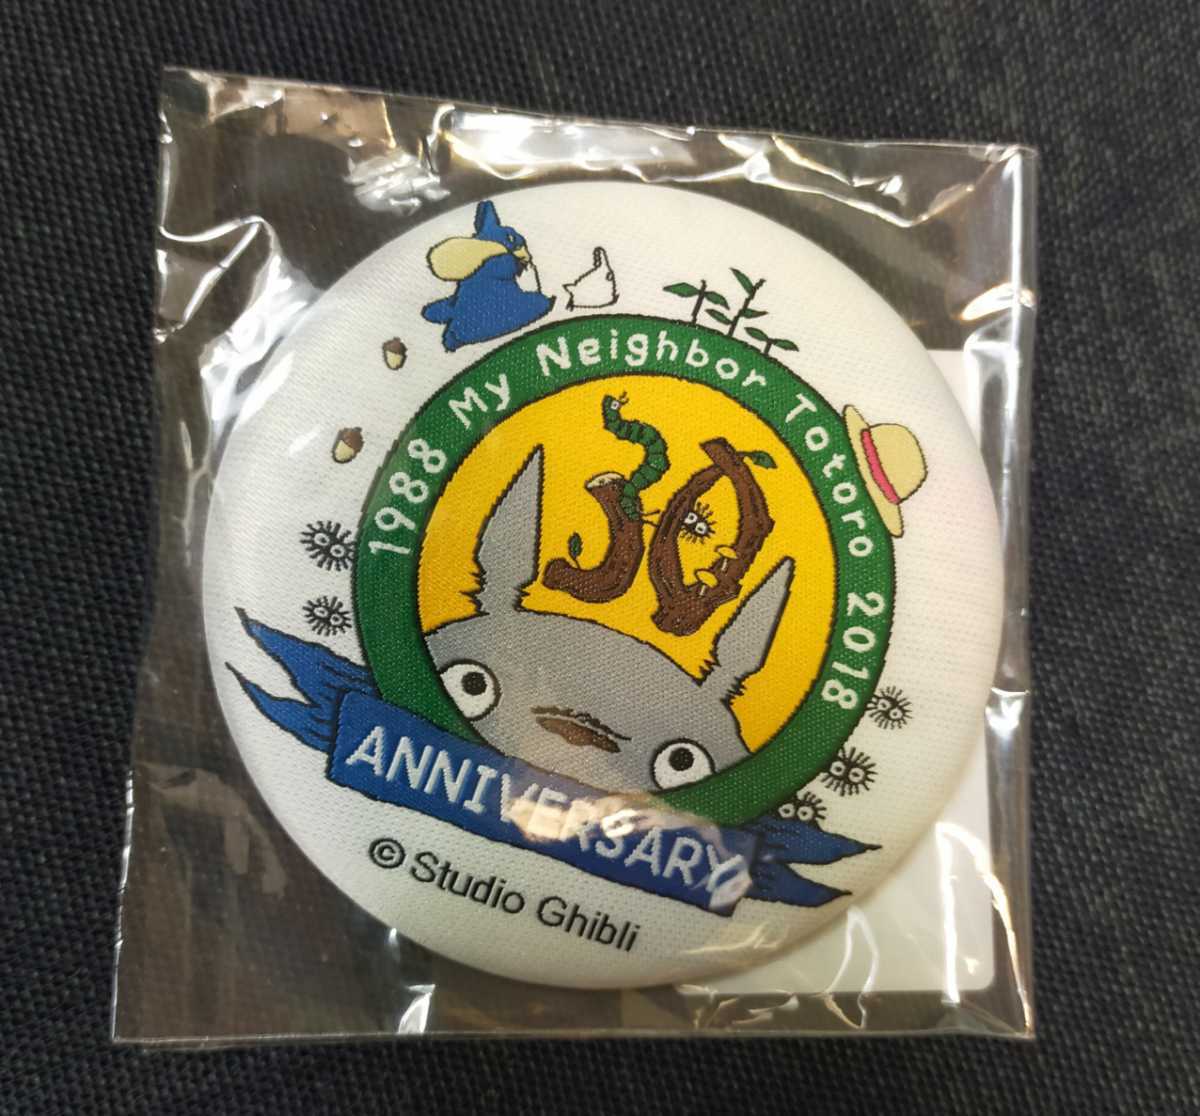 1988 My Neighbor Totoro 2018
30
ANNIVERSARY
© Studio Ghibli